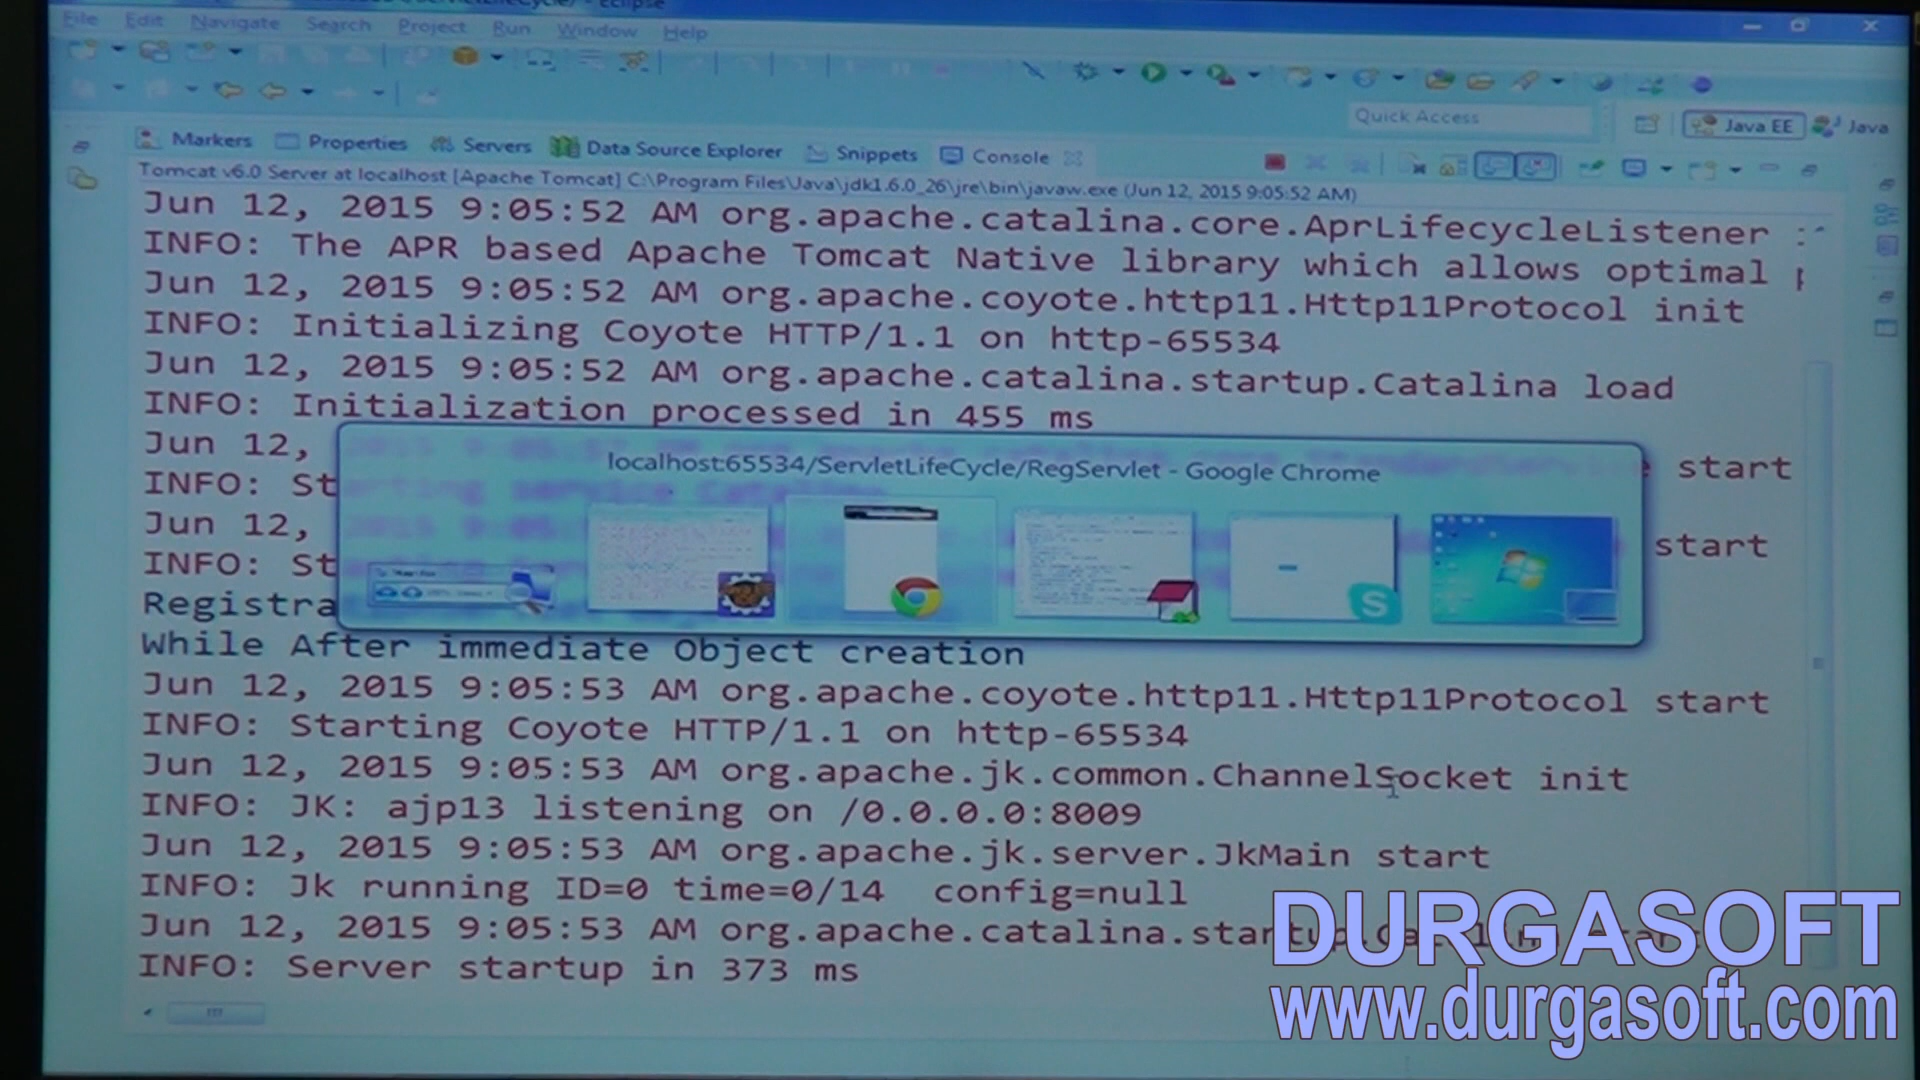 Eclipse
File Edit Navigate Search Project Run Window Help
Quick Access
Java EE Java
Markers Properties Servers Data Source Explorer Snippets Console
Tomcat v6.0 Server at localhost [Apache Tomcat] C:\Program Files\Java\jdk1.6.0_26\jre\bin\javaw.exe (Jun 12, 2015 9:05:52 AM)
Jun 12, 2015 9:05:52 AM org.apache.catalina.core.AprLifecycleListener
INFO: The APR based Apache Tomcat Native library which allows optimal
Jun 12, 2015 9:05:52 AM org.apache.coyote.http11.Http11Protocol init
INFO: Initializing Coyote HTTP/1.1 on http-65534
Jun 12, 2015 9:05:52 AM org.apache.catalina.startup.Catalina load
INFO: Initialization processed in 455 ms
Jun 12, start
INFO: St
Jun 12, start
INFO: St
Registra
localhost:65534/ServletLifeCycle/RegServlet - Google Chrome
While After immediate Object creation
Jun 12, 2015 9:05:53 AM org.apache.coyote.http11.Http11Protocol start
INFO: Starting Coyote HTTP/1.1 on http-65534
Jun 12, 2015 9:05:53 AM org.apache.jk.common.ChannelSocket init
INFO: JK: ajp13 listening on /0.0.0.0:8009
Jun 12, 2015 9:05:53 AM org.apache.jk.server.JkMain start
INFO: Jk running ID=0 time=0/14 config=null
Jun 12, 2015 9:05:53 AM org.apache.catalina.startup.
INFO: Server startup in 373 ms
DURGASOFT
www.durgasoft.com